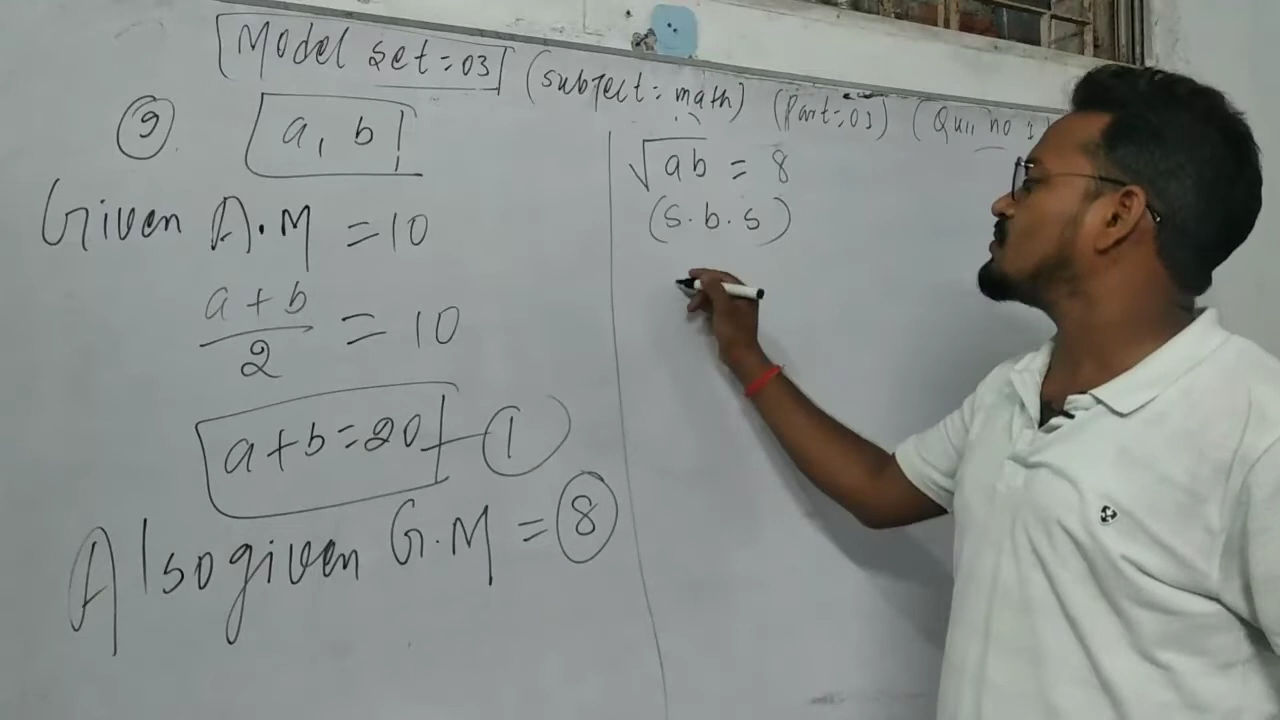 Model set=03 (subject: math) (Part:03) (Qu:, no
9 a, b
Given A.M =10
a+b/2 = 10
a+b=20 — 1
Also given G.M = 8
√ab = 8
(s.b.s)